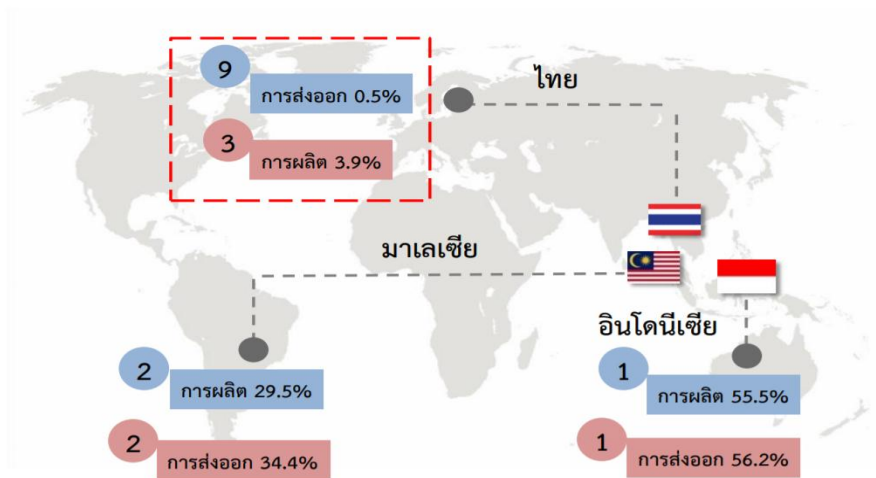 9
การส่งออก 0.5%
ไทย
3
การผลิต 3.9%
มาเลเซีย
อินโดนีเซีย
2
การผลิต 29.5%
1
การผลิต 55.5%
2
การส่งออก 34.4%
1
การส่งออก 56.2%